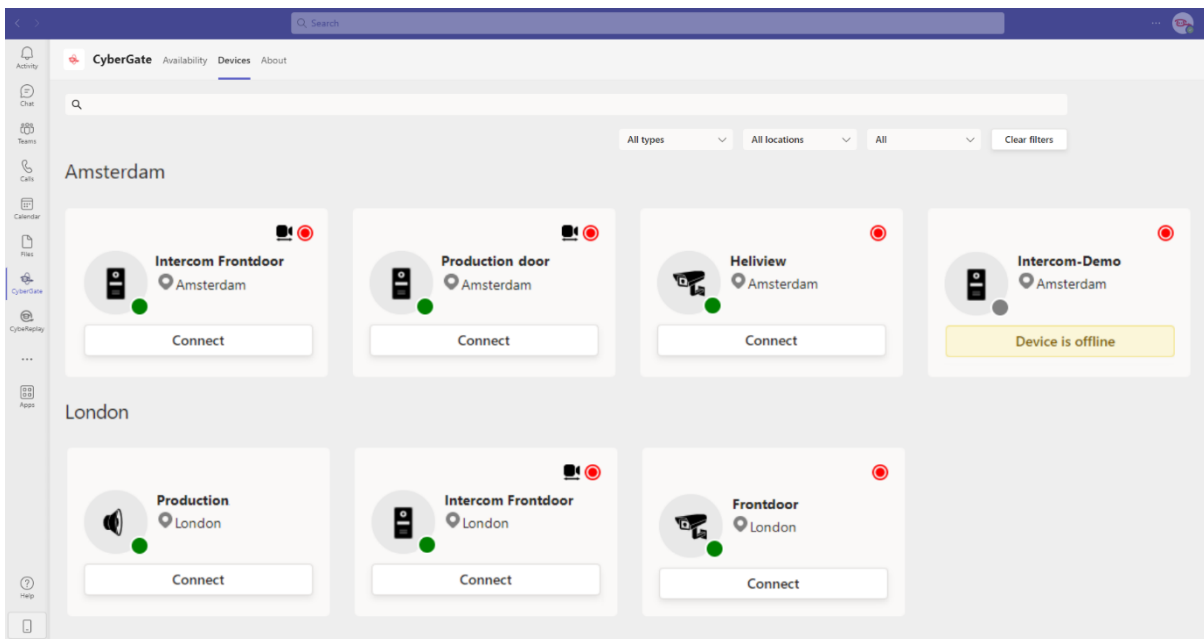 Search
Activity
Chat
Teams
Calls
Calendar
Files
CyberGate
CybeReplay
Apps
Help
CyberGate Availability Devices About
All types All locations All Clear filters
Amsterdam
Intercom Frontdoor
Amsterdam
Connect
Production door
Amsterdam
Connect
Heliview
Amsterdam
Connect
Intercom-Demo
Amsterdam
Device is offline
London
Production
London
Connect
Intercom Frontdoor
London
Connect
Frontdoor
London
Connect